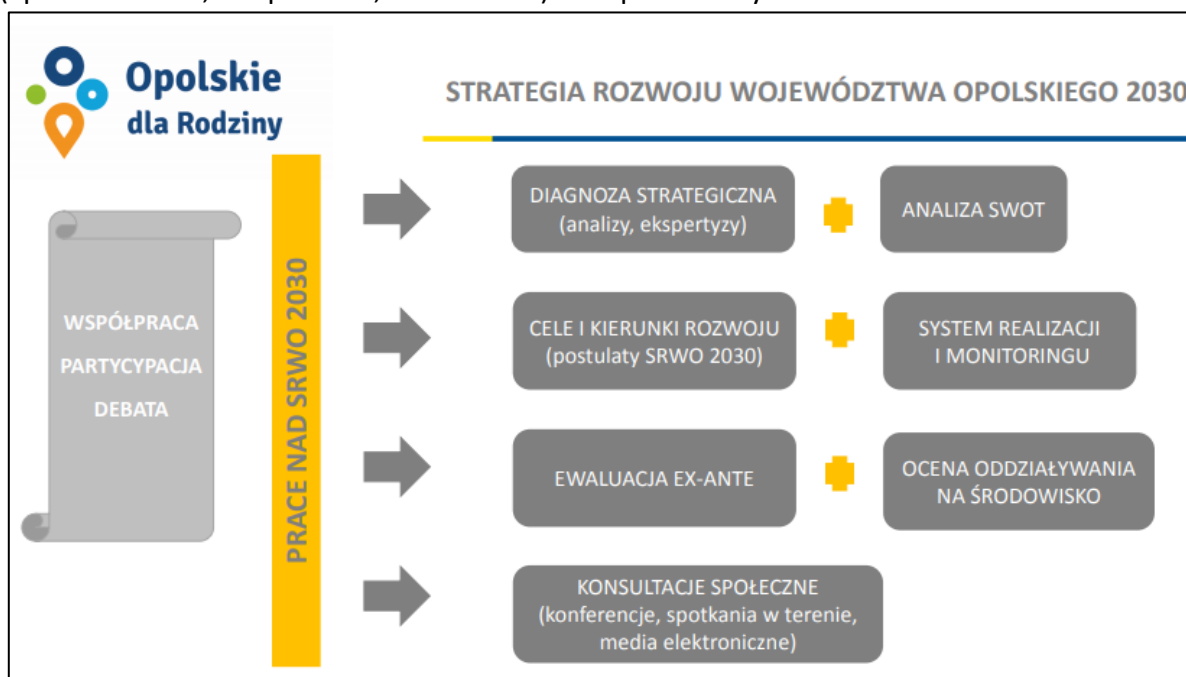 Opolskie
dla Rodziny
STRATEGIA ROZWOJU WOJEWÓDZTWA OPOLSKIEGO 2030
WSPÓŁPRACA
PARTYCYPACJA
DEBATA
PRACE NAD SRWO 2030
DIAGNOZA STRATEGICZNA
(analizy, ekspertyzy)
ANALIZA SWOT
CELE I KIERUNKI ROZWOJU
(postulaty SRWO 2030)
SYSTEM REALIZACJI
I MONITORINGU
EWALUACJA EX-ANTE
OCENA ODDZIAŁYWANIA
NA ŚRODOWISKO
KONSULTACJE SPOŁECZNE
(konferencje, spotkania w terenie,
media elektroniczne)